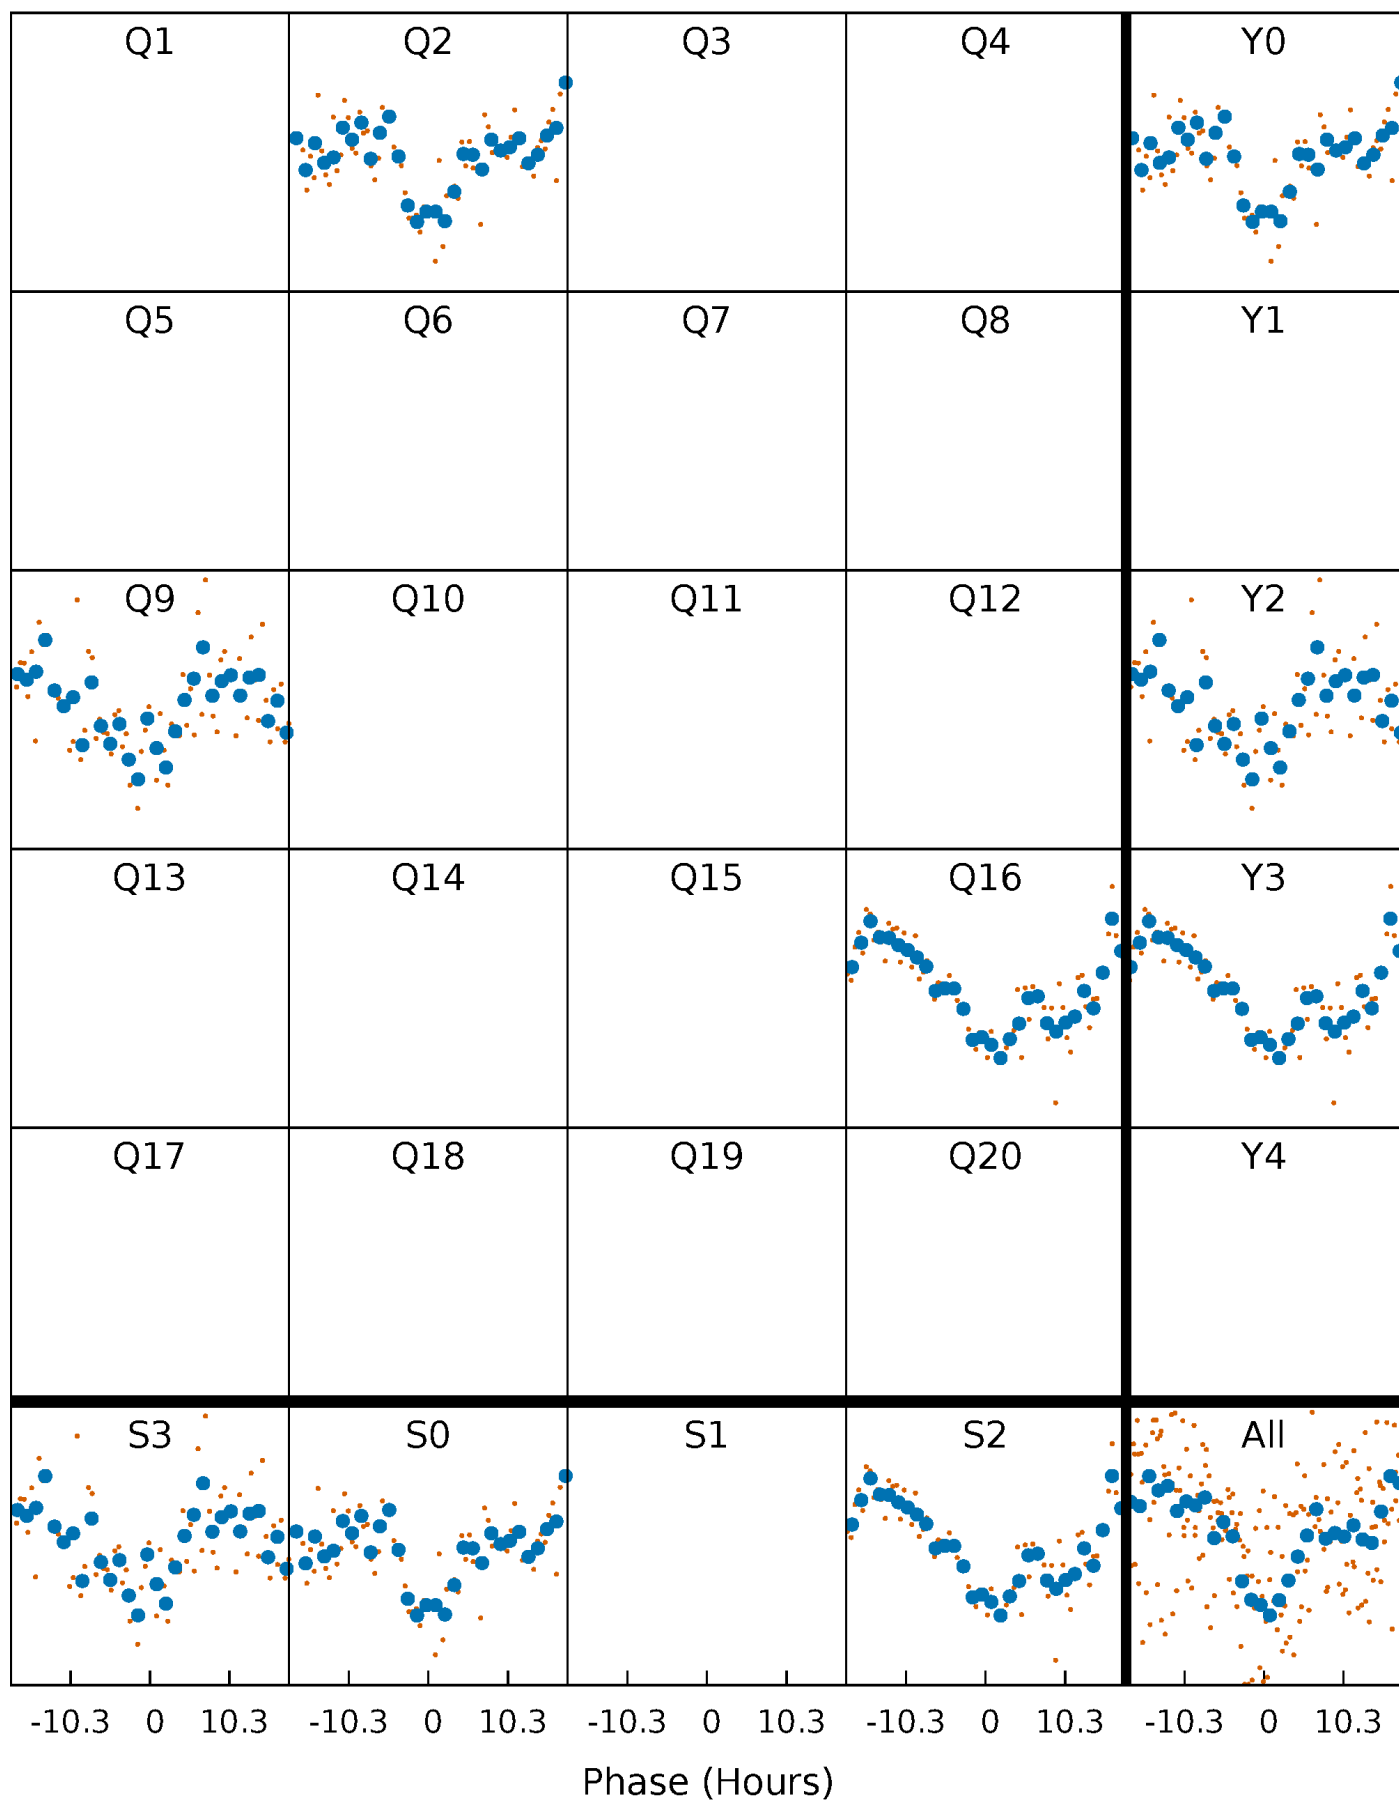 Q1 Q2 Q3 Q4 Y0
Q5 Q6 Q7 Q8 Y1
Q9 Q10 Q11 Q12 Y2
Q13 Q14 Q15 Q16 Y3
Q17 Q18 Q19 Q20 Y4
S3 S0 S1 S2 All
-10.3 0 10.3 -10.3 0 10.3 -10.3 0 10.3 -10.3 0 10.3 -10.3 0 10.3
Phase (Hours)